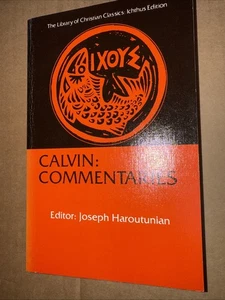 The Library of Christian Classics: Ichthus Edition
ΙΧΘΥΣ
CALVIN:
COMMENTARIES
Editor: Joseph Haroutunian